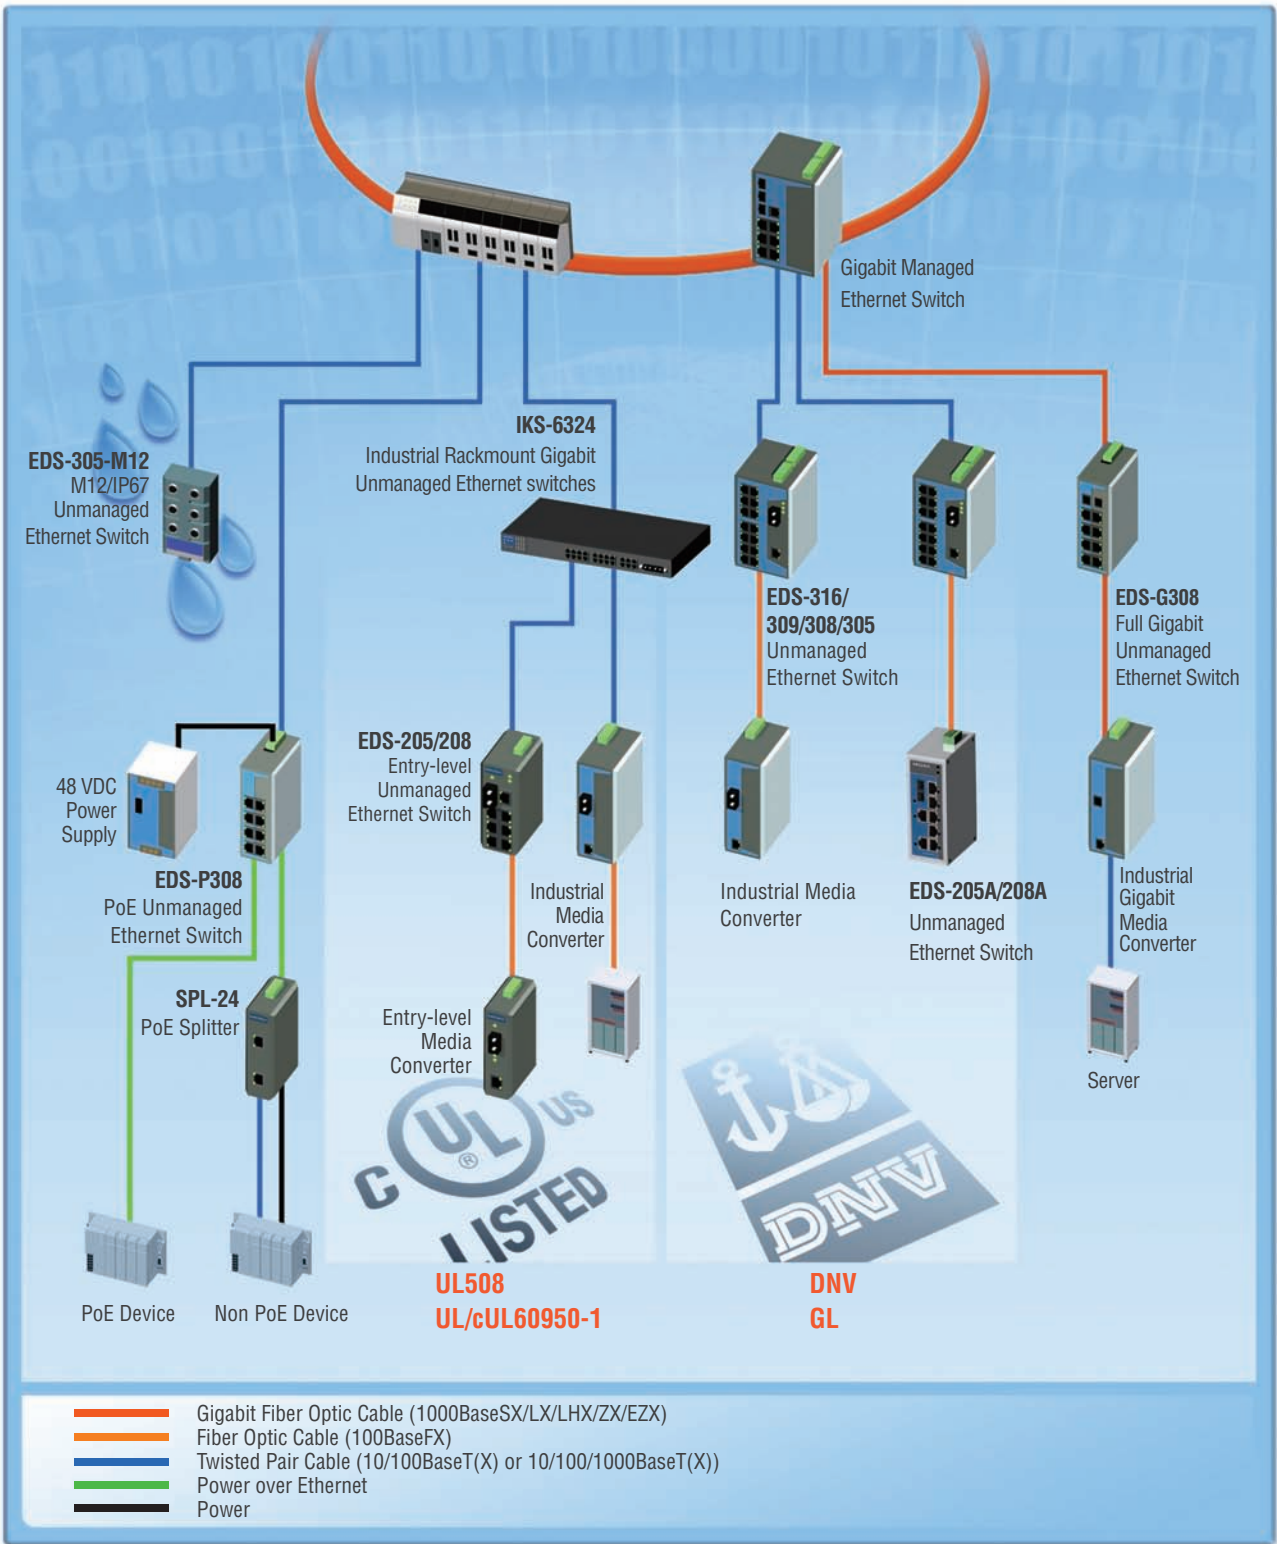 Gigabit Managed
Ethernet Switch
EDS-305-M12
M12/IP67
Unmanaged
Ethernet Switch
IKS-6324
Industrial Rackmount Gigabit
Unmanaged Ethernet switches
EDS-316/
309/308/305
Unmanaged
Ethernet Switch
EDS-G308
Full Gigabit
Unmanaged
Ethernet Switch
48 VDC
Power
Supply
EDS-P308
PoE Unmanaged
Ethernet Switch
EDS-205/208
Entry-level
Unmanaged
Ethernet Switch
Industrial
Media
Converter
Industrial Media
Converter
EDS-205A/208A
Unmanaged
Ethernet Switch
Industrial
Gigabit
Media
Converter
SPL-24
PoE Splitter
Entry-level
Media
Converter
Server
C UL US
®
LISTED
DNV
PoE Device
Non PoE Device
UL508
UL/cUL60950-1
DNV
GL
Gigabit Fiber Optic Cable (1000BaseSX/LX/LHX/ZX/EZX)
Fiber Optic Cable (100BaseFX)
Twisted Pair Cable (10/100BaseT(X) or 10/100/1000BaseT(X))
Power over Ethernet
Power